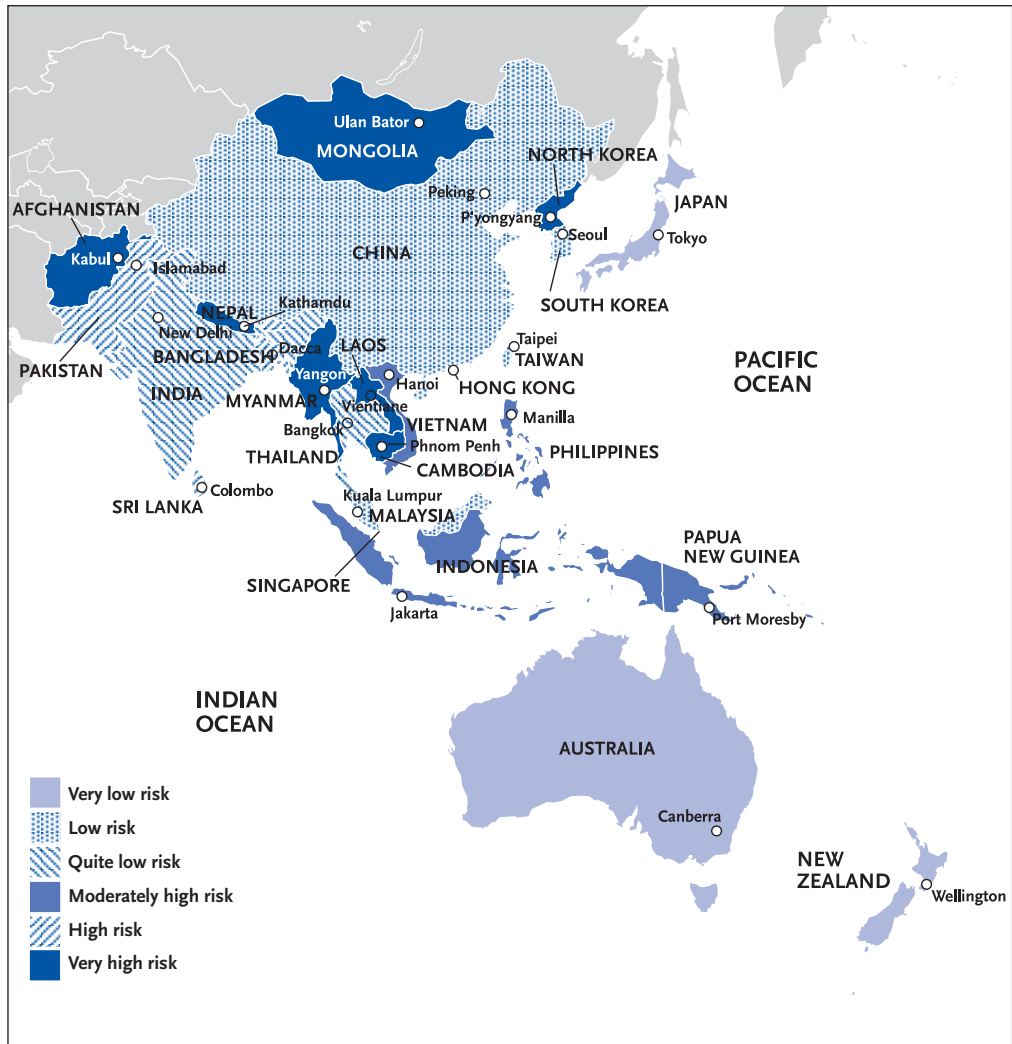 Ulan Bator
MONGOLIA
NORTH KOREA
Peking
JAPAN
AFGHANISTAN
P'yongyang
Seoul
Tokyo
Kabul
CHINA
Islamabad
SOUTH KOREA
NEPAL
Kathamdu
New Delhi
Taipei
LAOS
BANGLADESH
Dacca
TAIWAN
PACIFIC
OCEAN
PAKISTAN
Yangon
Hanoi
HONG KONG
INDIA
MYANMAR
Vientiane
Manilla
Bangkok
VIETNAM
Phnom Penh
PHILIPPINES
THAILAND
CAMBODIA
Colombo
Kuala Lumpur
SRI LANKA
MALAYSIA
PAPUA
NEW GUINEA
INDONESIA
SINGAPORE
Jakarta
Port Moresby
INDIAN
OCEAN
AUSTRALIA
Canberra
NEW
ZEALAND
Wellington
Very low risk
Low risk
Quite low risk
Moderately high risk
High risk
Very high risk